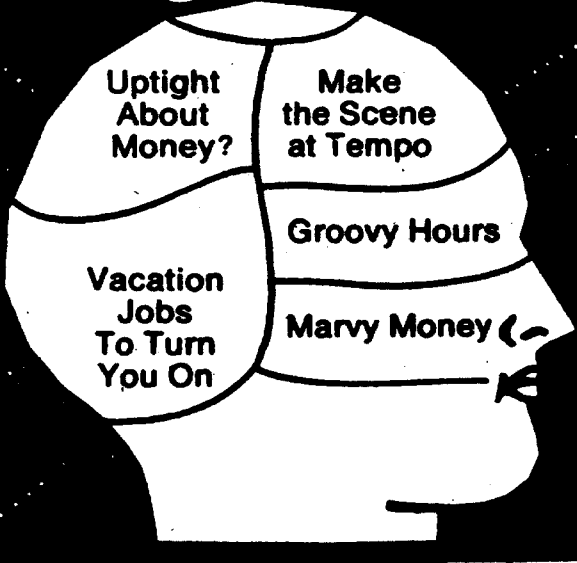 Uptight
About
Money?
Make
the Scene
at Tempo
Groovy Hours
Marvy Money
Vacation
Jobs
To Turn
You On